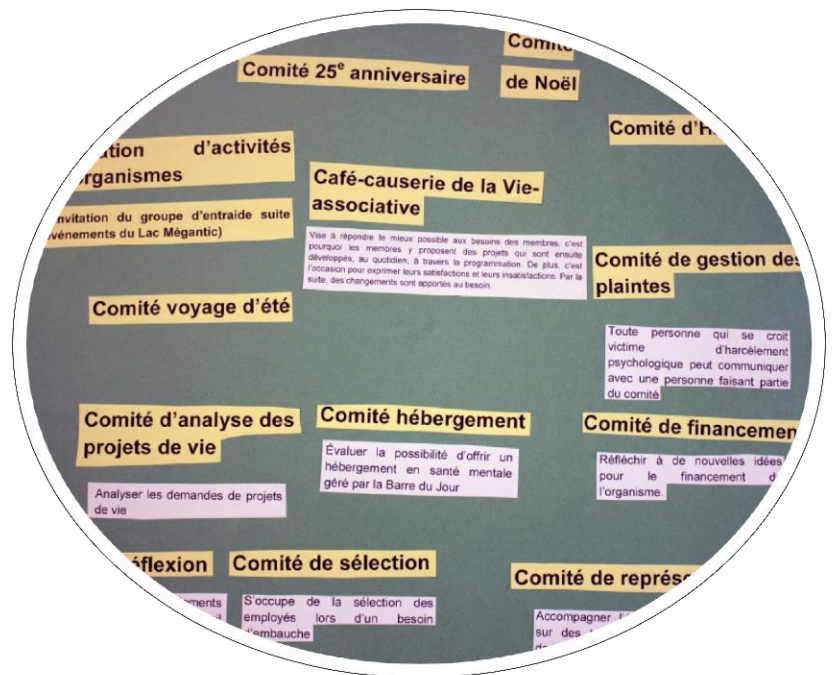 Comité
de Noël
Comité 25e anniversaire
d'activités
Café-causerie de la Vie-
associative
Vise à répondre le mieux possible aux besoins des membres, c'est
pourquoi les membres y proposent des projets qui sont ensuite
développés, au quotidien, à travers la programmation. De plus, c'est
l'occasion pour exprimer leurs satisfactions et leurs insatisfactions. Par la
suite, des changements sont apportés au besoin.
du groupe d'entraide suite
du Lac Mégantic)
Comité de gestion des
plaintes
Toute personne qui se croit
victime d'harcèlement
psychologique peut communiquer
avec une personne faisant partie
du comité
Comité voyage d'été
Comité d'analyse des
projets de vie
Analyser les demandes de projets
de vie
Comité hébergement
Évaluer la possibilité d'offrir un
hébergement en santé mentale
géré par la Barre du Jour
Comité de
Réfléchir à de nouvelles idées
pour le financement
l'organisme.
Comité de sélection
S'occupe de la sélection des
employés lors d'un besoin
d'embauche
Comité de
Accompagner
sur des